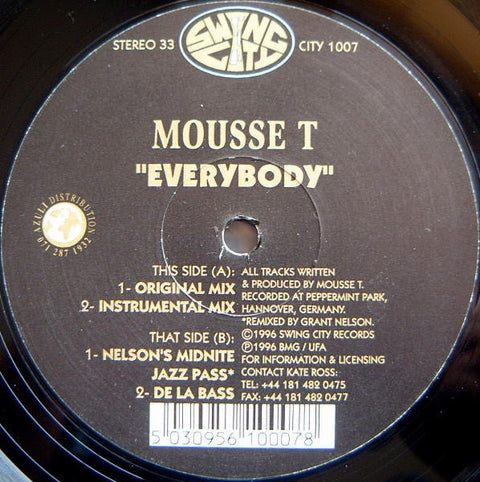 SWING
CITY
STEREO 33
CITY 1007
MOUSSE T
"EVERYBODY"
AZULI DISTRIBUTION
071 287 1932
THIS SIDE (A):
1- ORIGINAL MIX
2- INSTRUMENTAL MIX
THAT SIDE (B):
1- NELSON'S MIDNITE
JAZZ PASS*
2- DE LA BASS
ALL TRACKS WRITTEN
& PRODUCED BY MOUSSE T.
RECORDED AT PEPPERMINT PARK,
HANNOVER, GERMANY.
*REMIXED BY GRANT NELSON.
©1996 SWING CITY RECORDS
℗1996 BMG / UFA
FOR INFORMATION & LICENSING
CONTACT KATE ROSS:
TEL: +44 181 482 0475
FAX: +44 181 482 0477
5 030956 100078